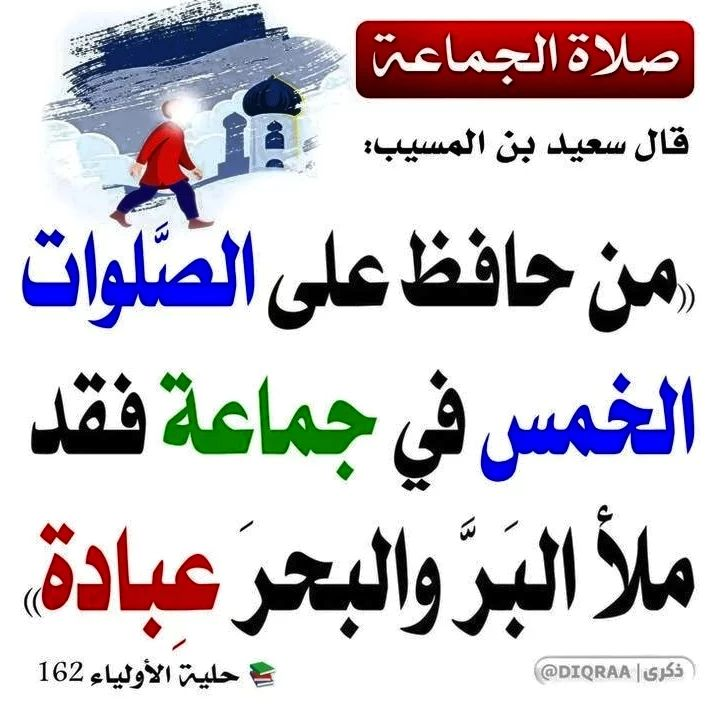 صلاة الجماعة
قال سعيد بن المسيب:
«من حافظ على الصَّلوات
الخمس في جماعة فقد
ملأ البَرَّ والبحرَ عِبادة»
حلية الأولياء 162
ذكرى | DIQRAA@